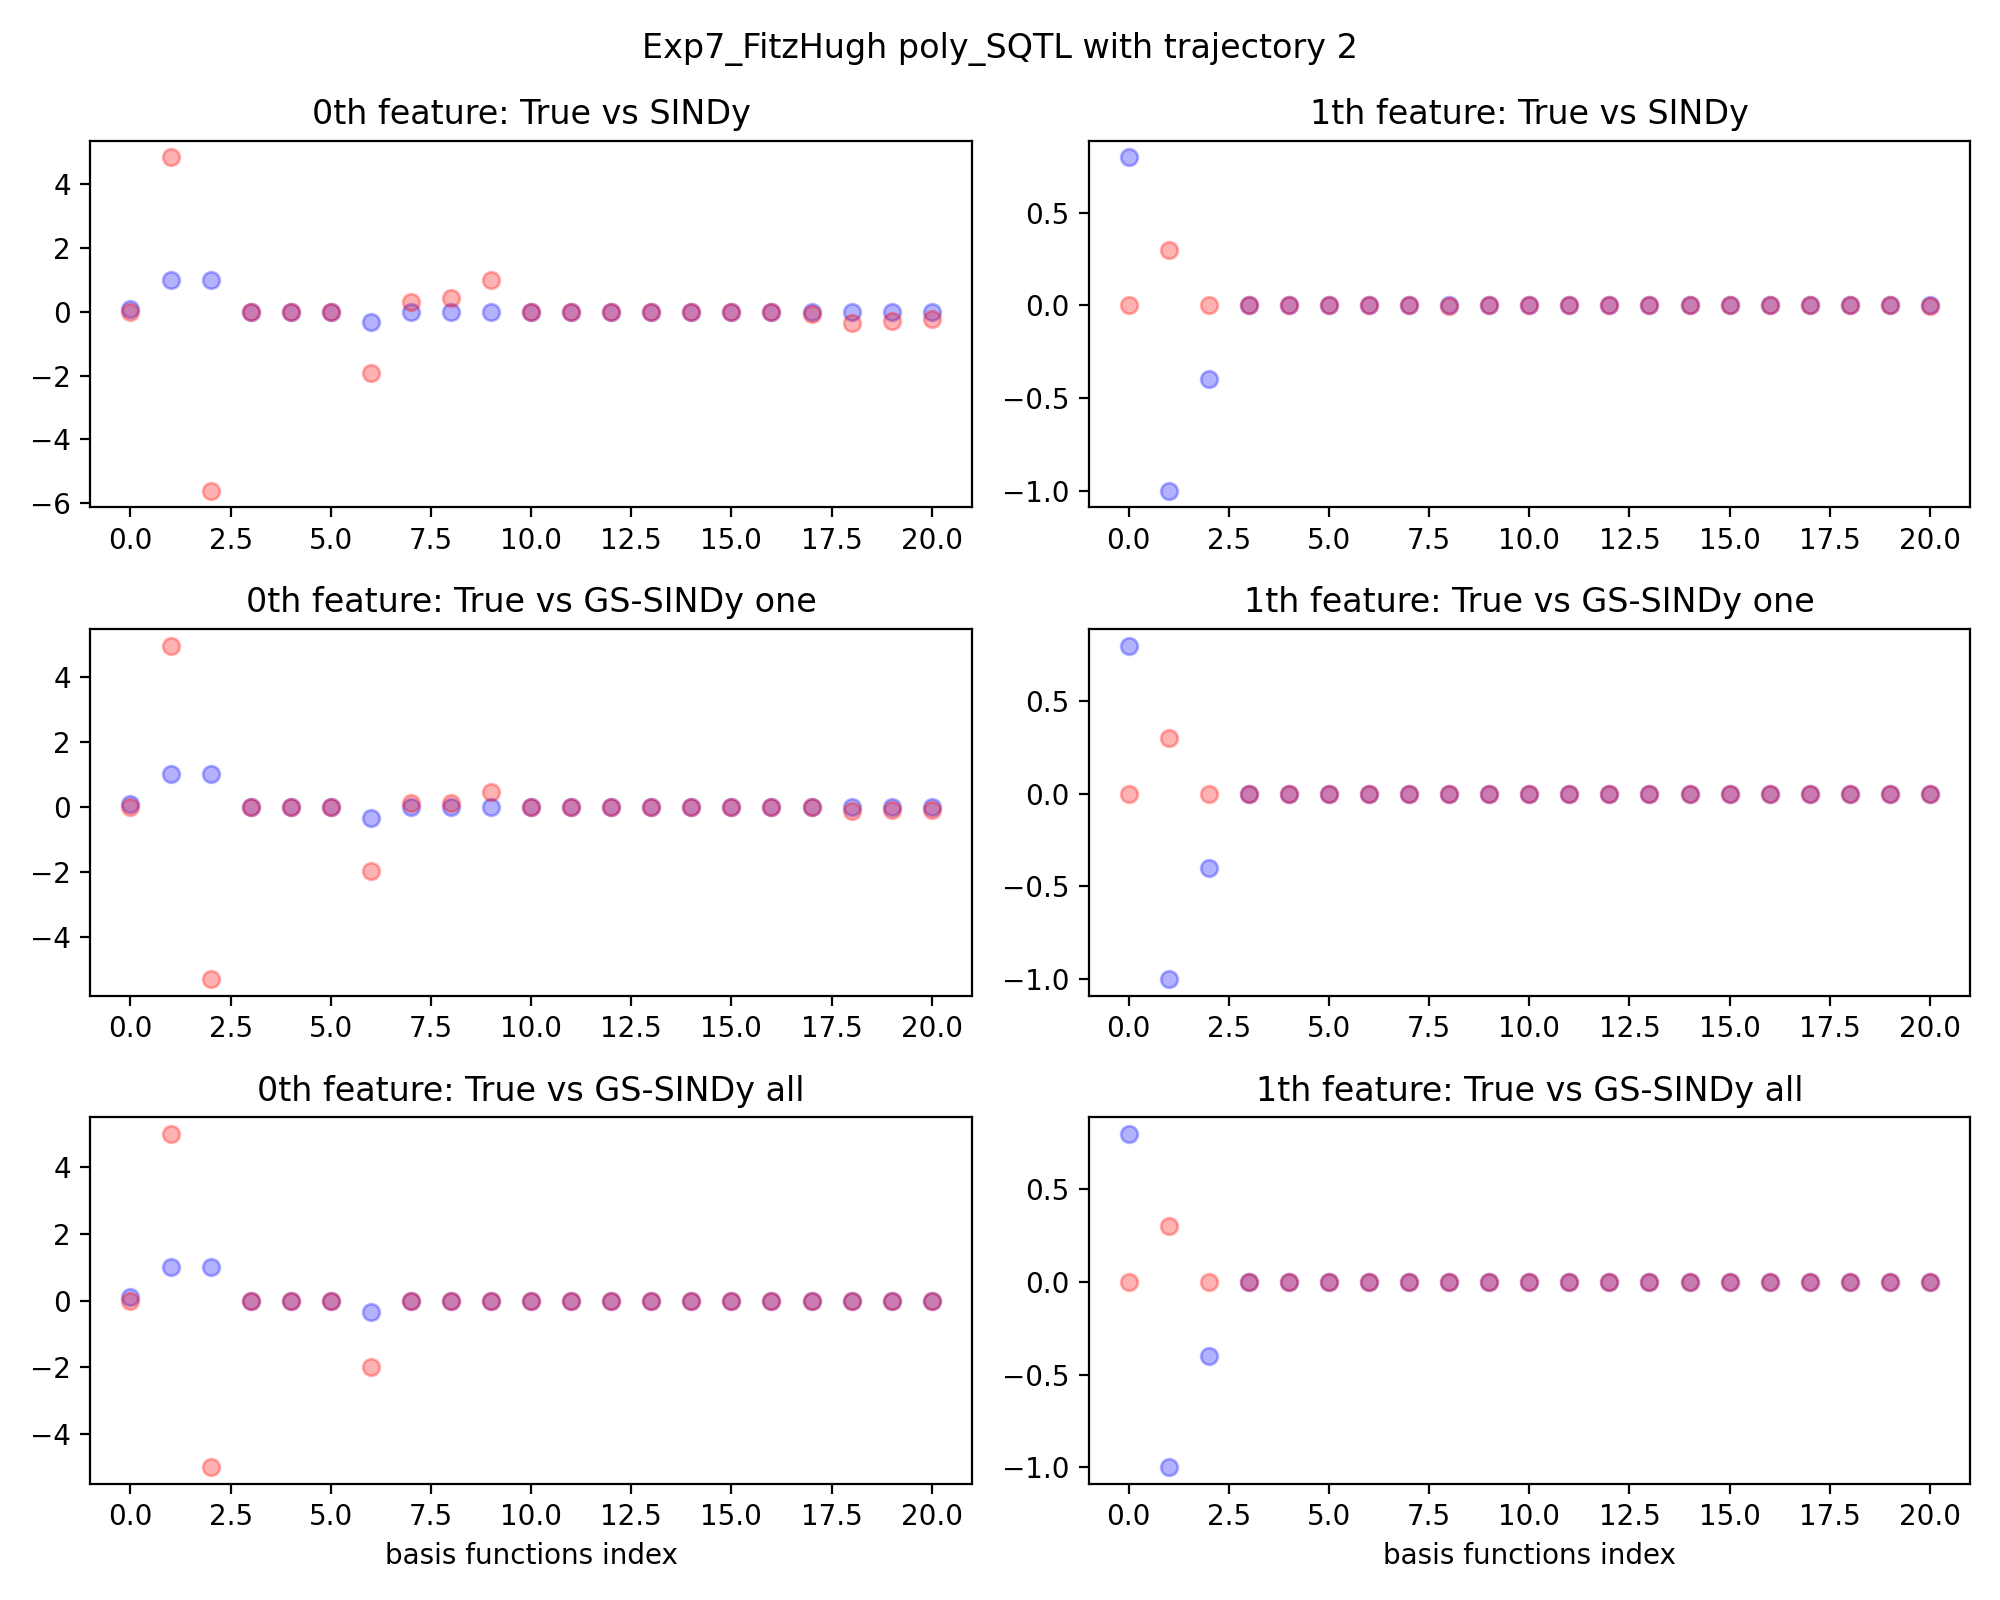 Exp7_FitzHugh poly_SQTL with trajectory 2
0th feature: True vs SINDy
4
2
0
−2
−4
−6
0.0 2.5 5.0 7.5 10.0 12.5 15.0 17.5 20.0
1th feature: True vs SINDy
0.5
0.0
−0.5
−1.0
0.0 2.5 5.0 7.5 10.0 12.5 15.0 17.5 20.0
0th feature: True vs GS-SINDy one
4
2
0
−2
−4
0.0 2.5 5.0 7.5 10.0 12.5 15.0 17.5 20.0
1th feature: True vs GS-SINDy one
0.5
0.0
−0.5
−1.0
0.0 2.5 5.0 7.5 10.0 12.5 15.0 17.5 20.0
0th feature: True vs GS-SINDy all
4
2
0
−2
−4
0.0 2.5 5.0 7.5 10.0 12.5 15.0 17.5 20.0
basis functions index
1th feature: True vs GS-SINDy all
0.5
0.0
−0.5
−1.0
0.0 2.5 5.0 7.5 10.0 12.5 15.0 17.5 20.0
basis functions index